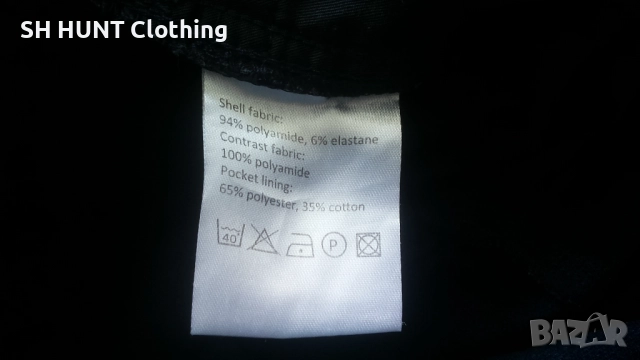 SH HUNT Clothing
Shell fabric:
94% polyamide, 6% elastane
Contrast fabric:
100% polyamide
Pocket lining:
65% polyester, 35% cotton
40° P
BAZAR